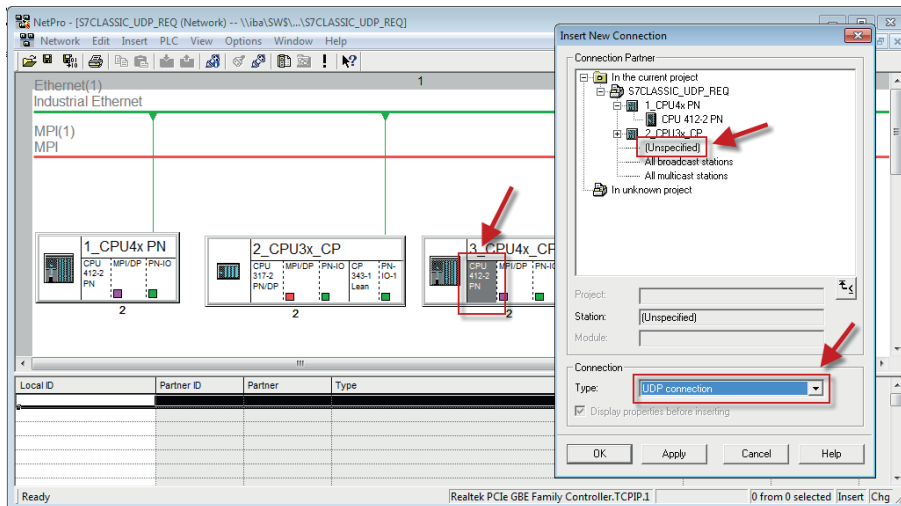 NetPro - [S7CLASSIC_UDP_REQ (Network) -- \\iba\SW$\...\S7CLASSIC_UDP_REQ]
Network Edit Insert PLC View Options Window Help
Ethernet(1)
Industrial Ethernet
1
MPI(1)
MPI
1_CPU4x PN
CPU 412-2 PN
MPI/DP
PN-IO
2
2_CPU3x_CP
CPU 317-2 PN/DP
MPI/DP
PN-IO
CP 343-1 Lean
PN-IO-1
2
3_CPU4x_CP
CPU 412-2 PN
MPI/DP
PN-IO
2
Local ID Partner ID Partner Type
Ready
Realtek PCIe GBE Family Controller.TCPIP.1
0 from 0 selected
Insert
Chg
Insert New Connection
Connection Partner
In the current project
S7CLASSIC_UDP_REQ
1_CPU4x PN
CPU 412-2 PN
2_CPU3x_CP
(Unspecified)
All broadcast stations
All multicast stations
In unknown project
Project:
Station: (Unspecified)
Module:
Connection
Type: UDP connection
Display properties before inserting
OK Apply Cancel Help